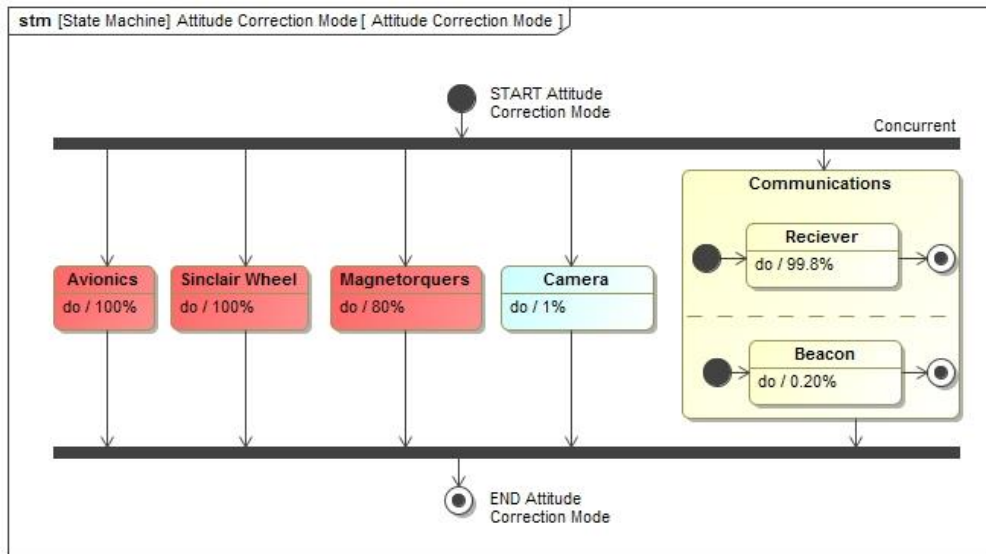 stm [State Machine] Attitude Correction Mode [ Attitude Correction Mode ]
START Attitude
Correction Mode
Concurrent
Communications
Reciever
do / 99.8%
Avionics
do / 100%
Sinclair Wheel
do / 100%
Magnetorquers
do / 80%
Camera
do / 1%
Beacon
do / 0.20%
END Attitude
Correction Mode